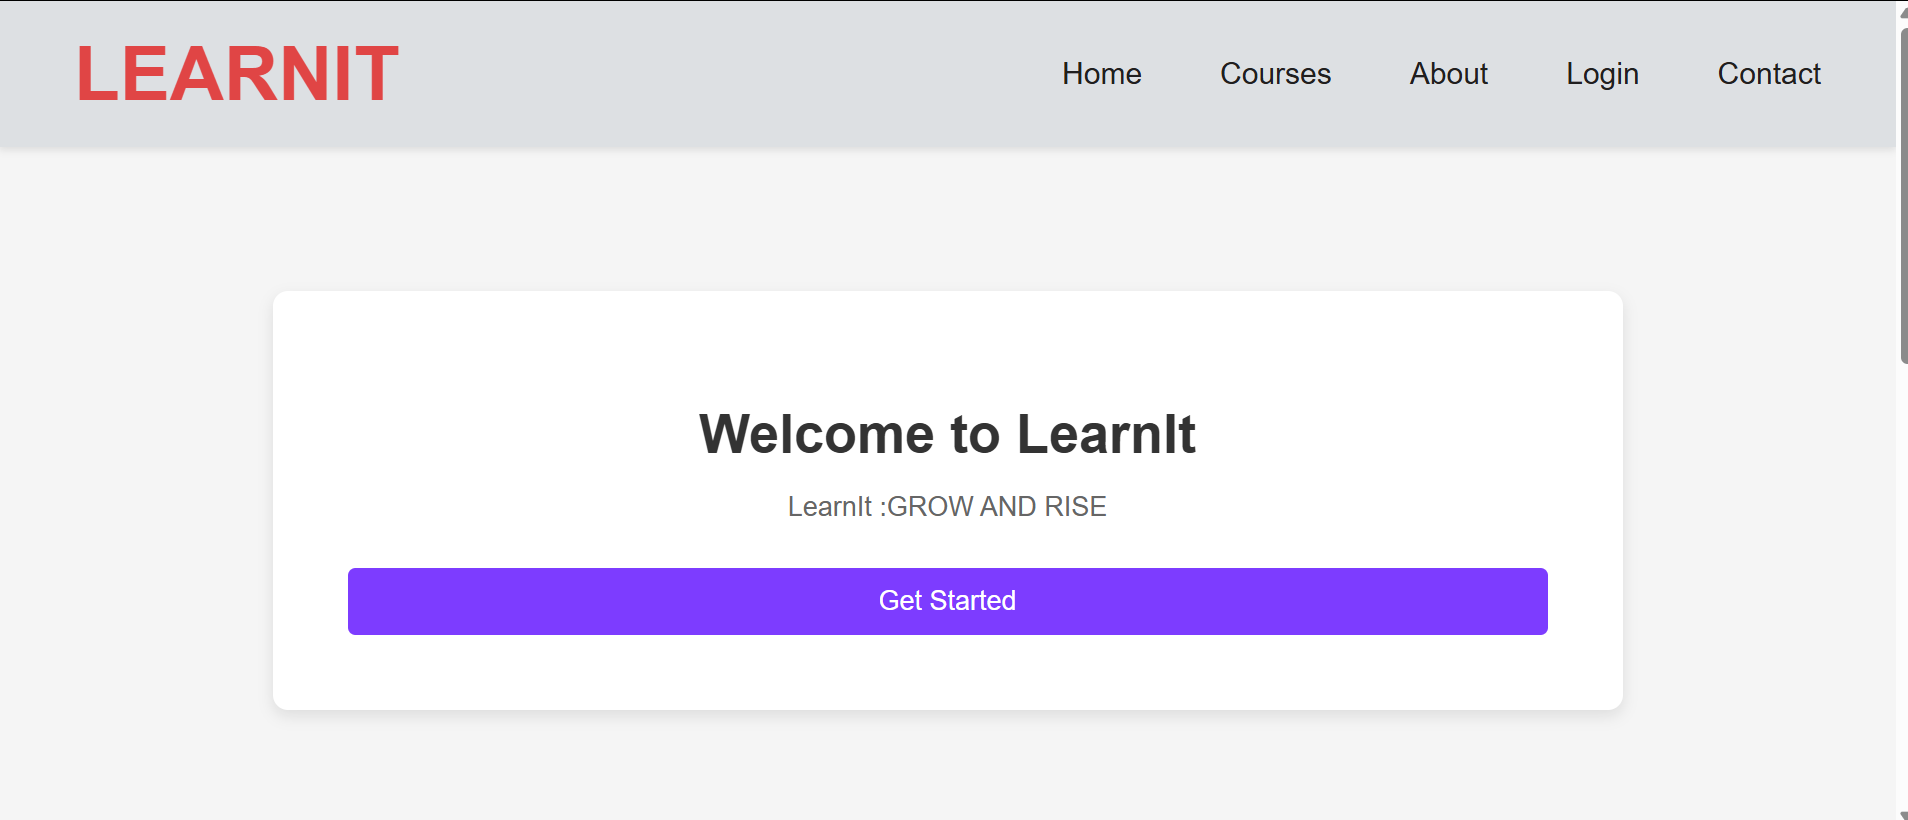 LEARNIT
Home Courses About Login Contact
Welcome to LearnIt
LearnIt :GROW AND RISE
Get Started